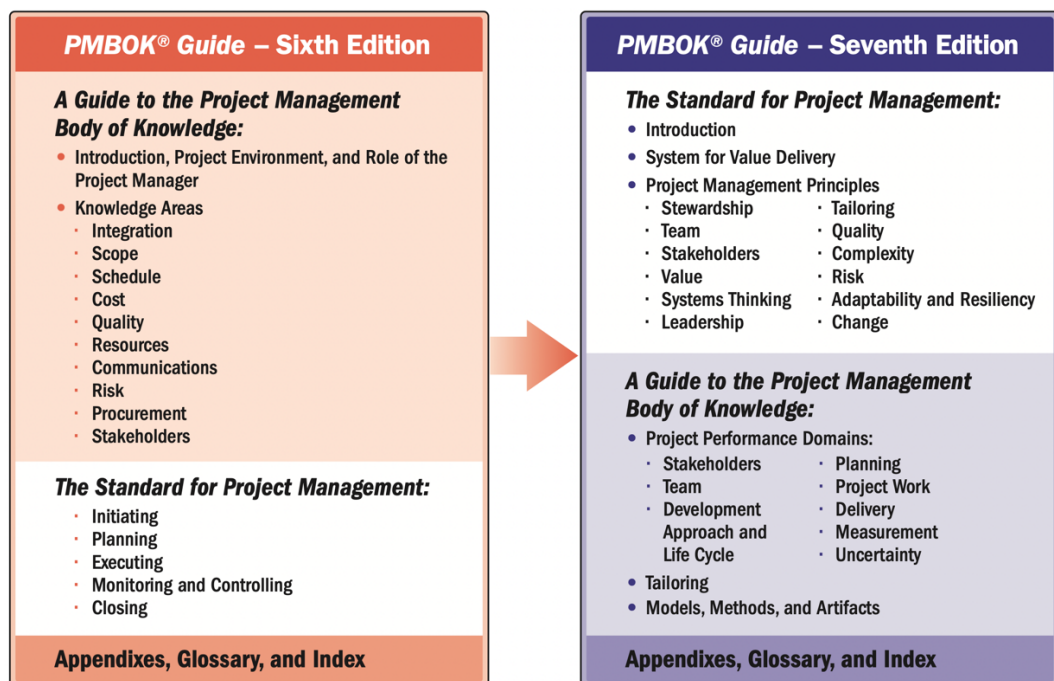 PMBOK® Guide – Sixth Edition
A Guide to the Project Management
Body of Knowledge:
• Introduction, Project Environment, and Role of the
Project Manager
• Knowledge Areas
· Integration
· Scope
· Schedule
· Cost
· Quality
· Resources
· Communications
· Risk
· Procurement
· Stakeholders
The Standard for Project Management:
· Initiating
· Planning
· Executing
· Monitoring and Controlling
· Closing
Appendixes, Glossary, and Index
PMBOK® Guide – Seventh Edition
The Standard for Project Management:
• Introduction
• System for Value Delivery
• Project Management Principles
· Stewardship
· Team
· Stakeholders
· Value
· Systems Thinking
· Leadership
· Tailoring
· Quality
· Complexity
· Risk
· Adaptability and Resiliency
· Change
A Guide to the Project Management
Body of Knowledge:
• Project Performance Domains:
· Stakeholders
· Team
· Development
Approach and
Life Cycle
· Planning
· Project Work
· Delivery
· Measurement
· Uncertainty
• Tailoring
• Models, Methods, and Artifacts
Appendixes, Glossary, and Index